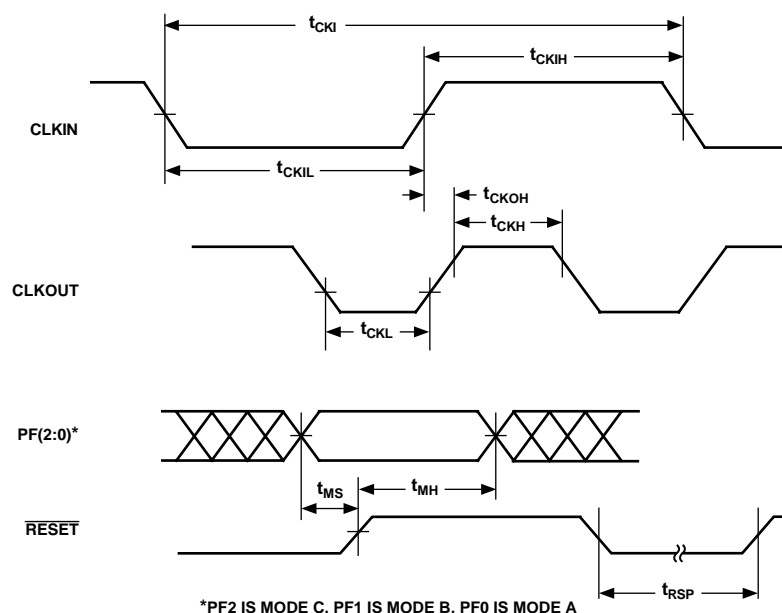 tCKI
tCKIH
CLKIN
tCKIL
tCKOH
tCKH
CLKOUT
tCKL
PF(2:0)*
tMS
tMH
RESET
tRSP
*PF2 IS MODE C, PF1 IS MODE B, PF0 IS MODE A